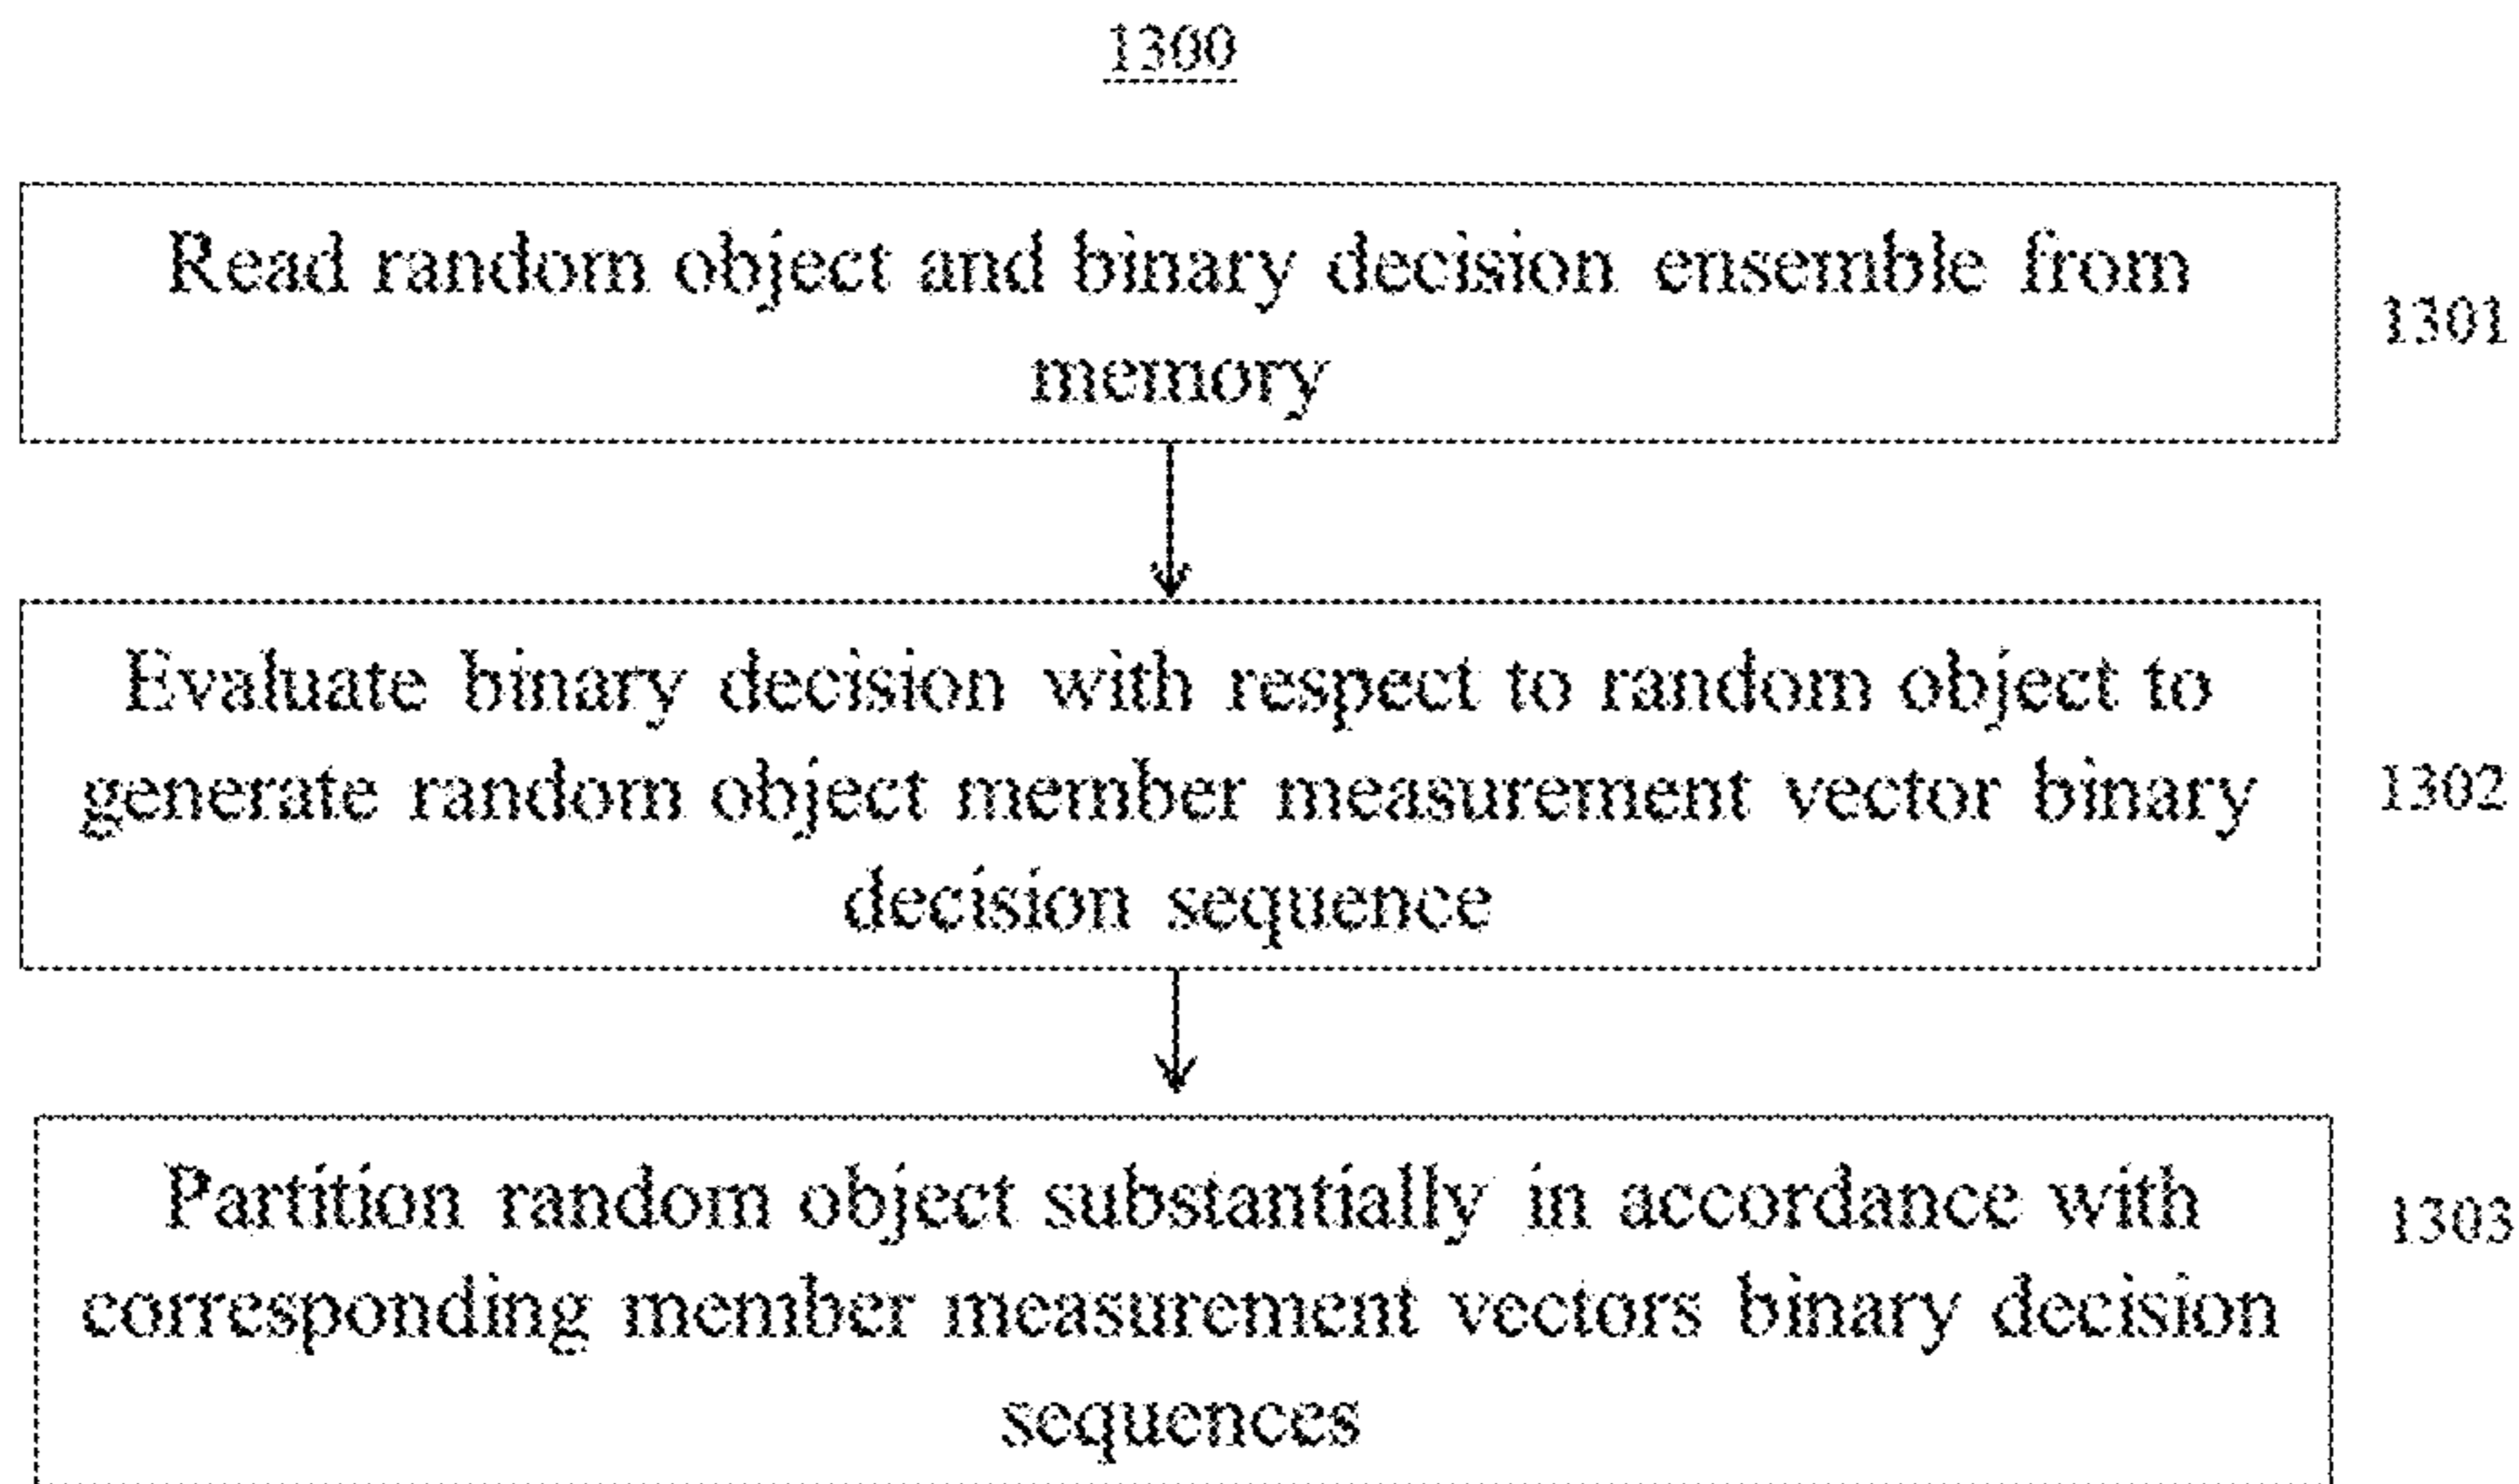 1300
Read random object and binary decision ensemble from
memory
1301
Evaluate binary decision with respect to random object to
generate random object member measurement vector binary
decision sequence
1302
Partition random object substantially in accordance with
corresponding member measurement vectors binary decision
sequences
1303